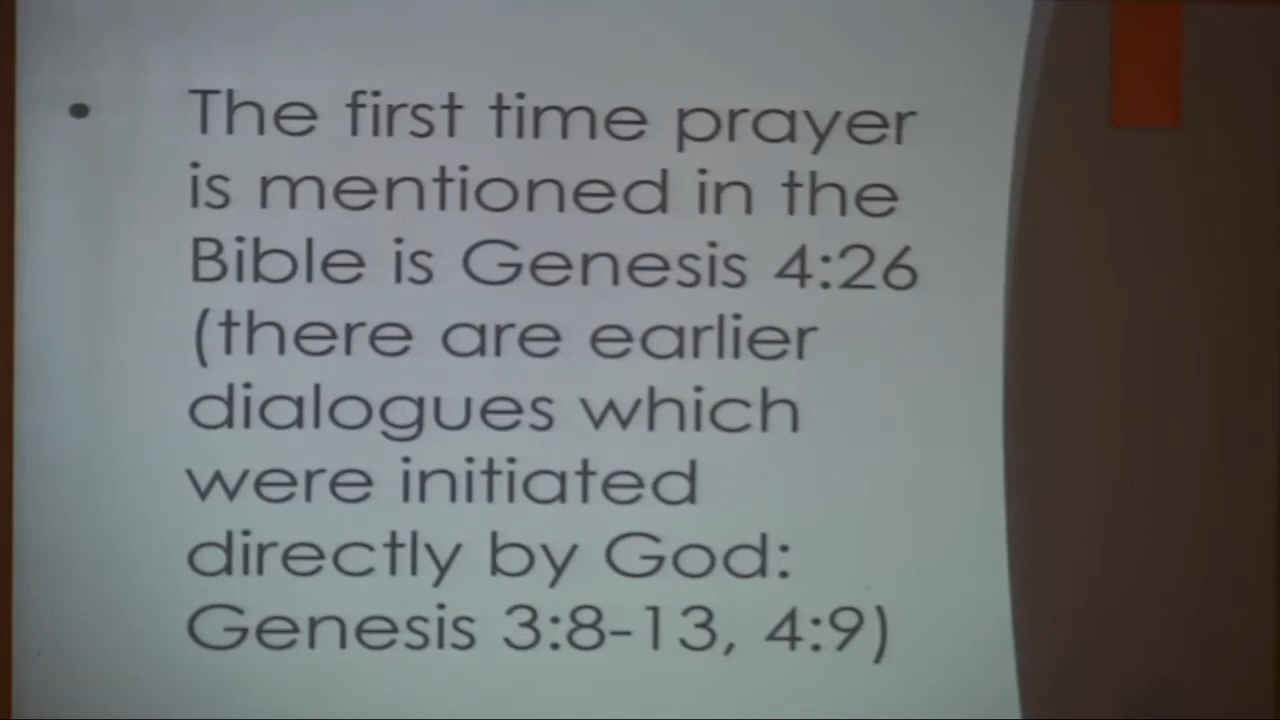 • The first time prayer
is mentioned in the
Bible is Genesis 4:26
(there are earlier
dialogues which
were initiated
directly by God:
Genesis 3:8-13, 4:9)